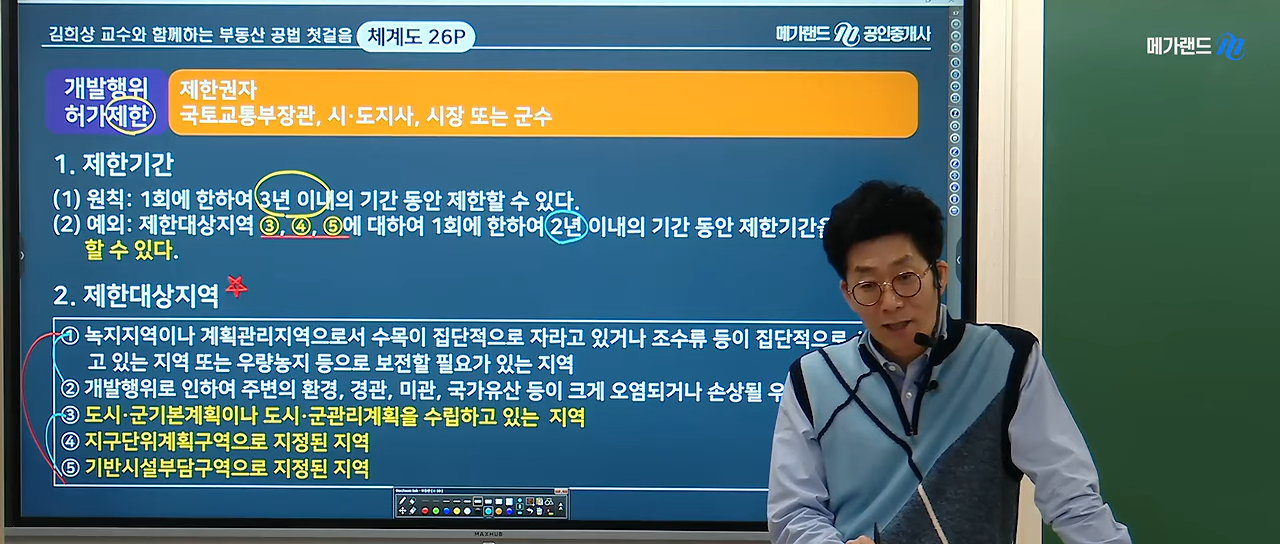 김희상 교수와 함께하는 부동산 공법 첫걸음 체계도 26P
메가랜드 공인중개사
메가랜드
개발행위
허가제한
제한권자
국토교통부장관, 시·도지사, 시장 또는 군수
1. 제한기간
(1) 원칙: 1회에 한하여 3년 이내의 기간 동안 제한할 수 있다.
(2) 예외: 제한대상지역 ③, ④, ⑤에 대하여 1회에 한하여 2년 이내의 기간 동안 제한기간을
할 수 있다.
2. 제한대상지역
① 녹지지역이나 계획관리지역으로서 수목이 집단적으로 자라고 있거나 조수류 등이 집단적으로
고 있는 지역 또는 우량농지 등으로 보전할 필요가 있는 지역
② 개발행위로 인하여 주변의 환경, 경관, 미관, 국가유산 등이 크게 오염되거나 손상될 우
③ 도시·군기본계획이나 도시·군관리계획을 수립하고 있는 지역
④ 지구단위계획구역으로 지정된 지역
⑤ 기반시설부담구역으로 지정된 지역
MAXHUB